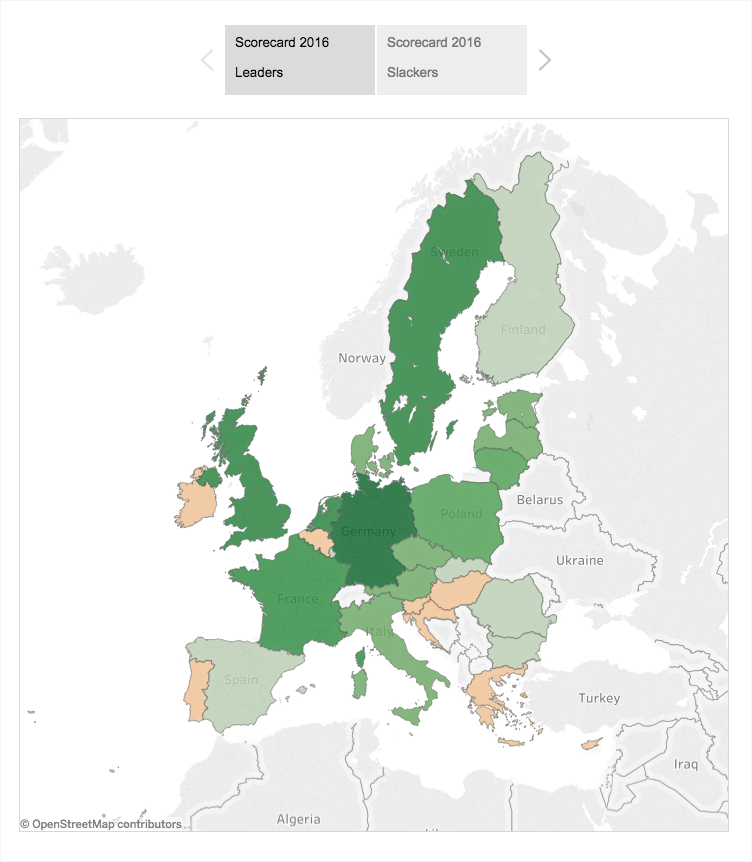 Scorecard 2016
Leaders
Scorecard 2016
Slackers
Sweden
Finland
Norway
Belarus
Poland
Germany
Ukraine
France
Italy
Spain
Turkey
Iraq
Algeria
© OpenStreetMap contributors